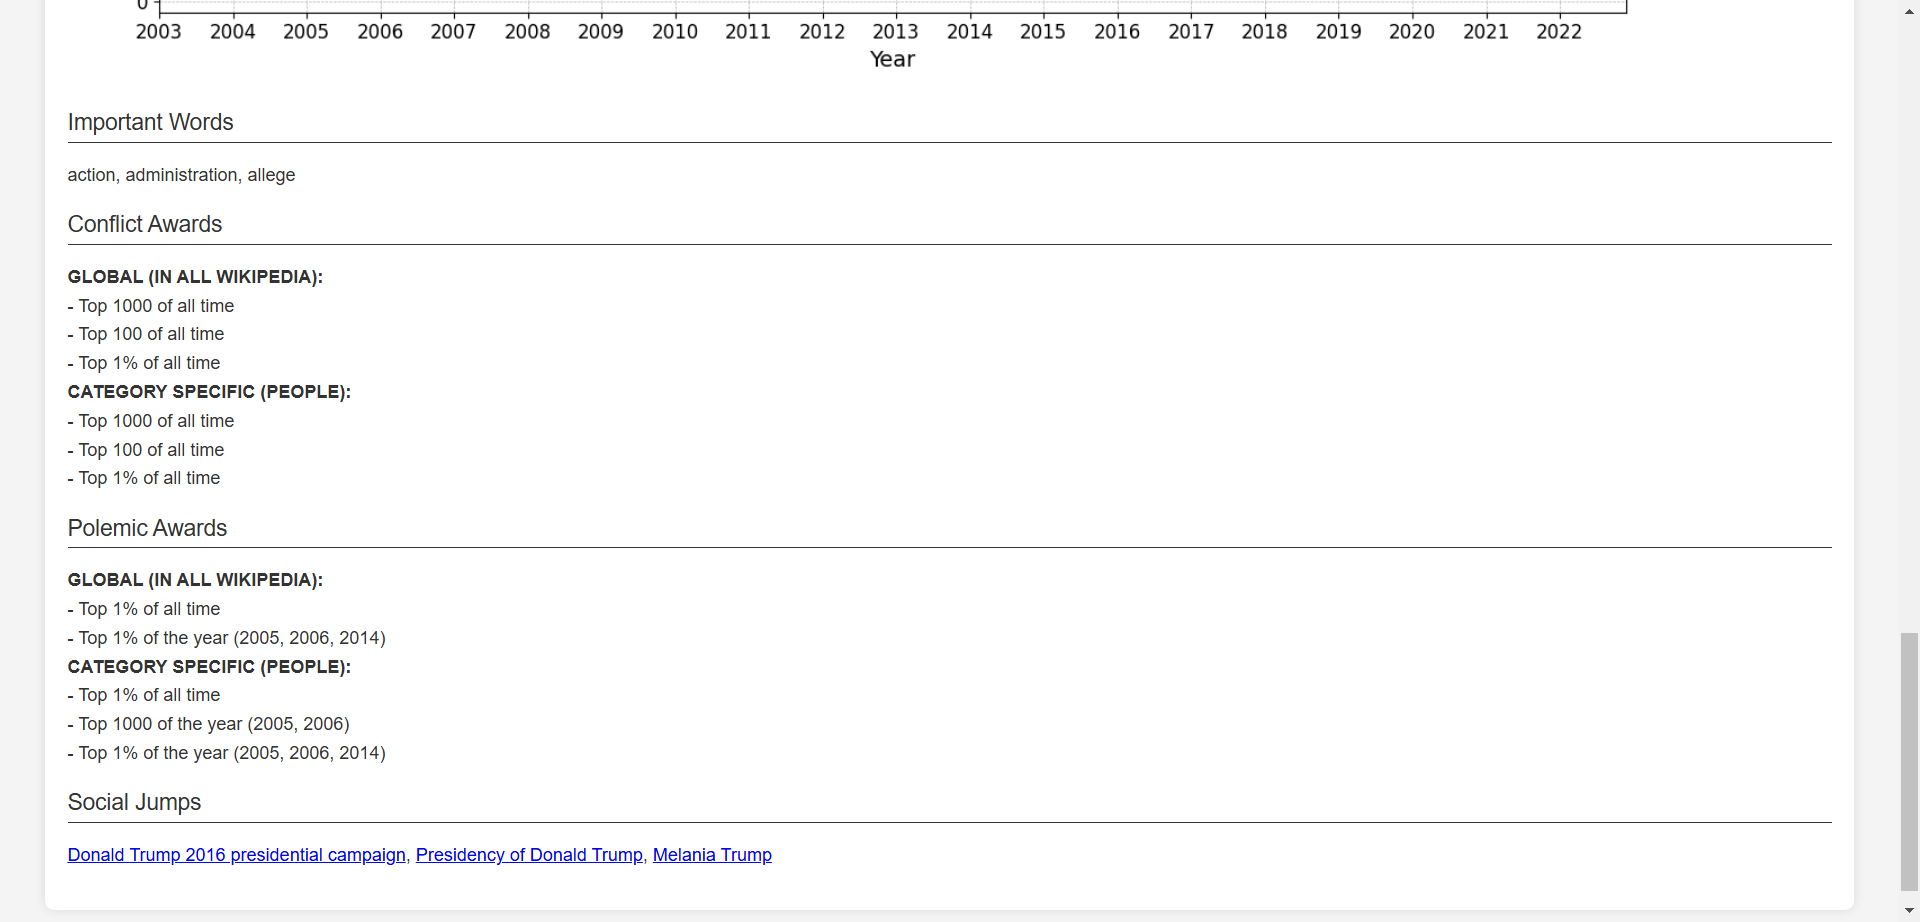 0
2003 2004 2005 2006 2007 2008 2009 2010 2011 2012 2013 2014 2015 2016 2017 2018 2019 2020 2021 2022
Year
Important Words
action, administration, allege
Conflict Awards
GLOBAL (IN ALL WIKIPEDIA):
- Top 1000 of all time
- Top 100 of all time
- Top 1% of all time
CATEGORY SPECIFIC (PEOPLE):
- Top 1000 of all time
- Top 100 of all time
- Top 1% of all time
Polemic Awards
GLOBAL (IN ALL WIKIPEDIA):
- Top 1% of all time
- Top 1% of the year (2005, 2006, 2014)
CATEGORY SPECIFIC (PEOPLE):
- Top 1% of all time
- Top 1000 of the year (2005, 2006)
- Top 1% of the year (2005, 2006, 2014)
Social Jumps
Donald Trump 2016 presidential campaign, Presidency of Donald Trump, Melania Trump